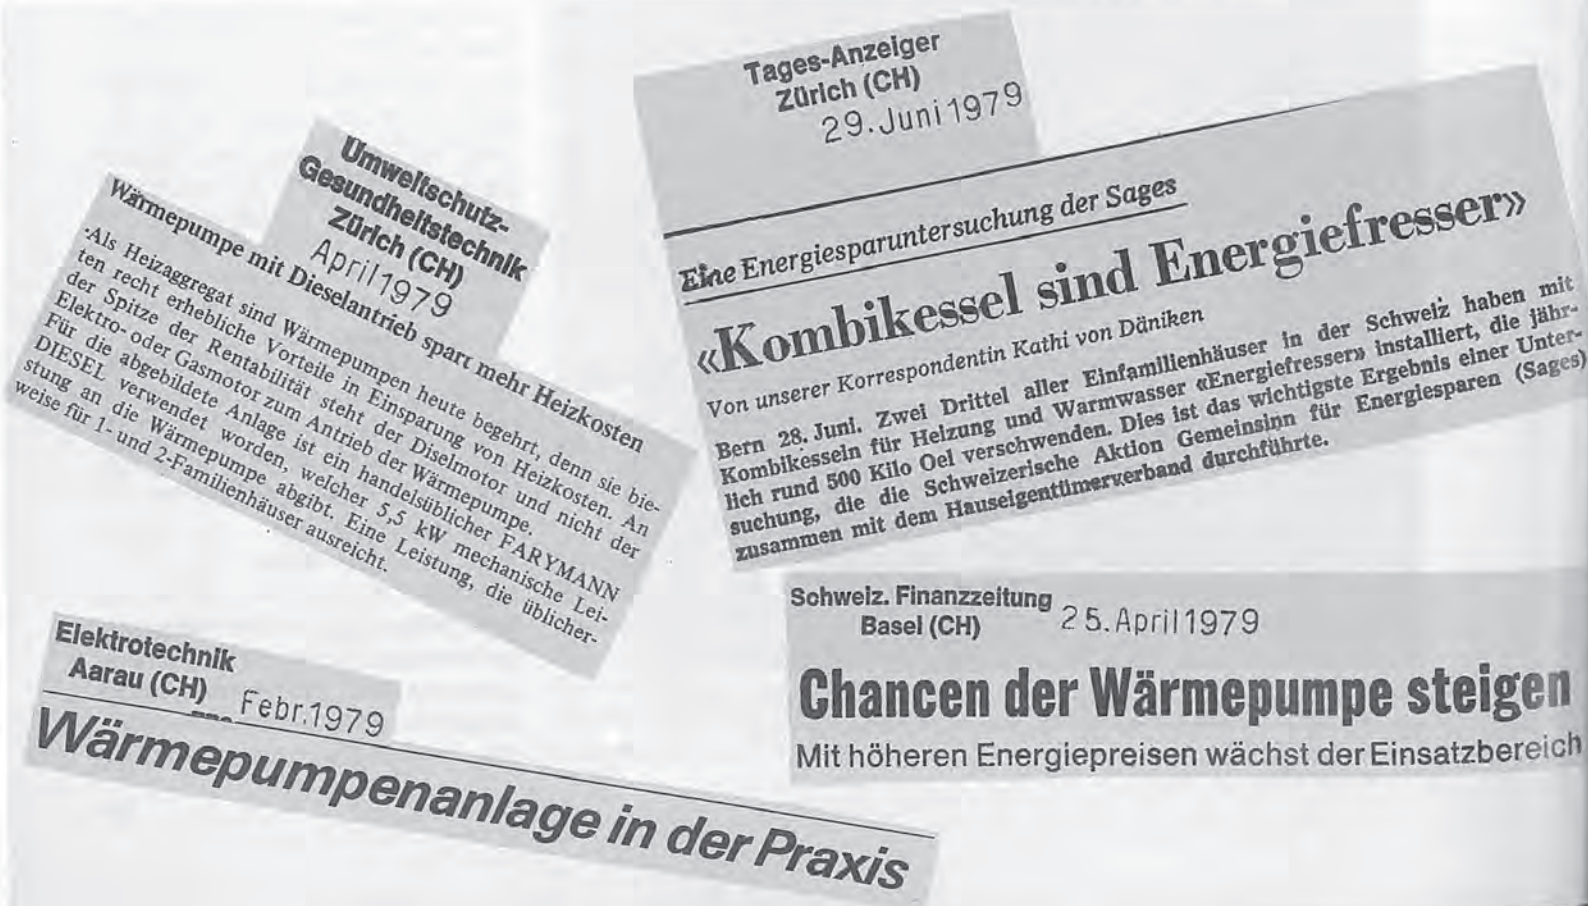 Umweltschutz-
Gesundheitstechnik
Zürich (CH)
April 1979
Wärmepumpe mit Dieselantrieb spart mehr Heizkosten
Als Heizaggregat sind Wärmepumpen heute begehrt, denn sie bie-
ten recht erhebliche Vorteile in Einsparung von Heizkosten. An
der Spitze der Rentabilität steht der Diselmotor und nicht der
Elektro- oder Gasmotor zum Antrieb der Wärmepumpe.
Für die abgebildete Anlage ist ein handelsüblicher FARYMANN
DIESEL verwendet worden, welcher 5,5 kW mechanische Lei-
stung an die Wärmepumpe abgibt. Eine Leistung, die üblicher-
weise für 1- und 2-Familienhäuser ausreicht.
Tages-Anzeiger
Zürich (CH)
29. Juni 1979
Eine Energiesparuntersuchung der Sages
«Kombikessel sind Energiefresser»
Von unserer Korrespondentin Kathi von Däniken
Bern 28. Juni. Zwei Drittel aller Einfamilienhäuser in der Schweiz haben mit
Kombikesseln für Heizung und Warmwasser «Energiefresser» installiert, die jähr-
lich rund 500 Kilo Oel verschwenden. Dies ist das wichtigste Ergebnis einer Unter-
suchung, die die Schweizerische Aktion Gemeinsinn für Energiesparen (Sages)
zusammen mit dem Hauseigentümerverband durchführte.
Elektrotechnik
Aarau (CH)
Febr. 1979
Wärmepumpenanlage in der Praxis
Schweiz. Finanzzeitung
Basel (CH)
25. April 1979
Chancen der Wärmepumpe steigen
Mit höheren Energiepreisen wächst der Einsatzbereich